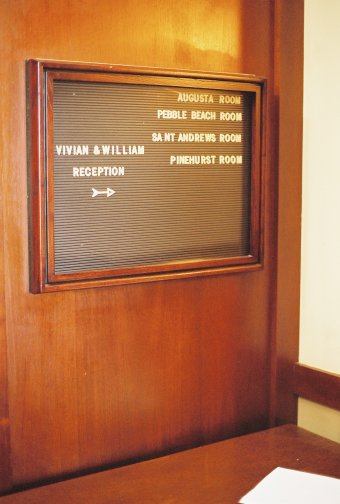 AUGUSTA ROOM
PEBBLE BEACH ROOM
SA NT ANDREWS ROOM
VIVIAN & WILLIAM
PINEHURST ROOM
RECEPTION